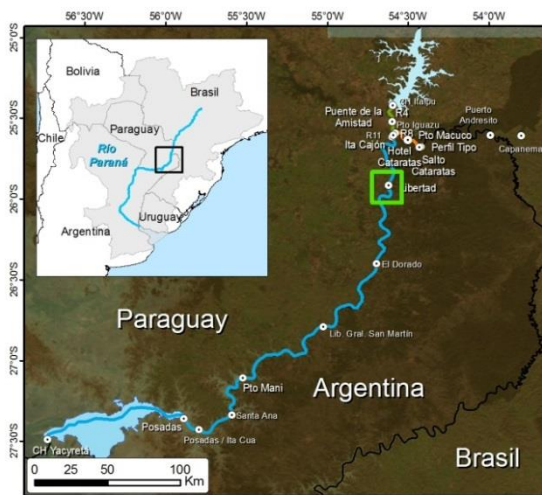 56°30'W
56°0'W
55°30'W
55°0'W
54°30'W
54°0'W
25°0'S
25°30'S
26°0'S
26°30'S
27°0'S
27°30'S
Bolivia
Brasil
Paraguay
Chile
Río
Paraná
Uruguay
Argentina
Itaipu
R4
Puente de la
Amistad
Pto Iguazu
R11
R8
Ita Cajón
Hotel
Cataratas
Pto Macuco
Perfil Tipo
Salto
Cataratas
Puerto
Andresito
Capanema
Libertad
El Dorado
Lib. Gral. San Martín
Paraguay
Argentina
Pto Mani
Santa Ana
Posadas
Posadas / Ita Cua
CH Yacyretá
Brasil
0 25 50 100
Km